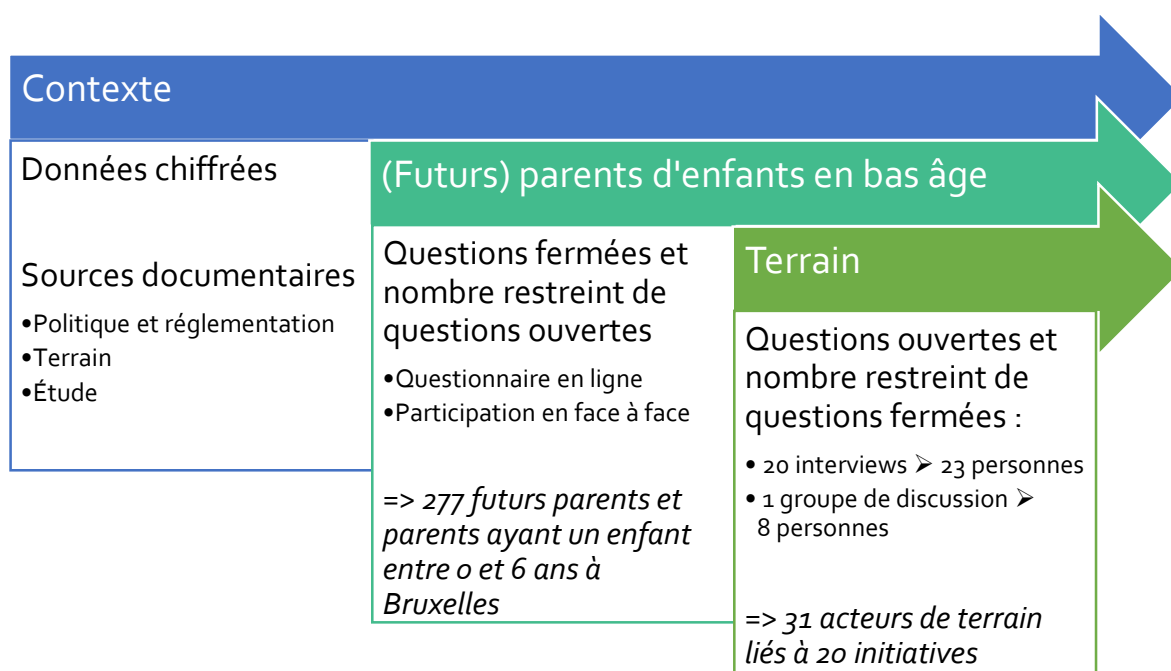 Contexte
Données chiffrées
Sources documentaires
•Politique et réglementation
•Terrain
•Étude
(Futurs) parents d'enfants en bas âge
Questions fermées et
nombre restreint de
questions ouvertes
•Questionnaire en ligne
•Participation en face à face
=> 277 futurs parents et
parents ayant un enfant
entre 0 et 6 ans à
Bruxelles
Terrain
Questions ouvertes et
nombre restreint de
questions fermées :
• 20 interviews ➢ 23 personnes
• 1 groupe de discussion ➢
8 personnes
=> 31 acteurs de terrain
liés à 20 initiatives